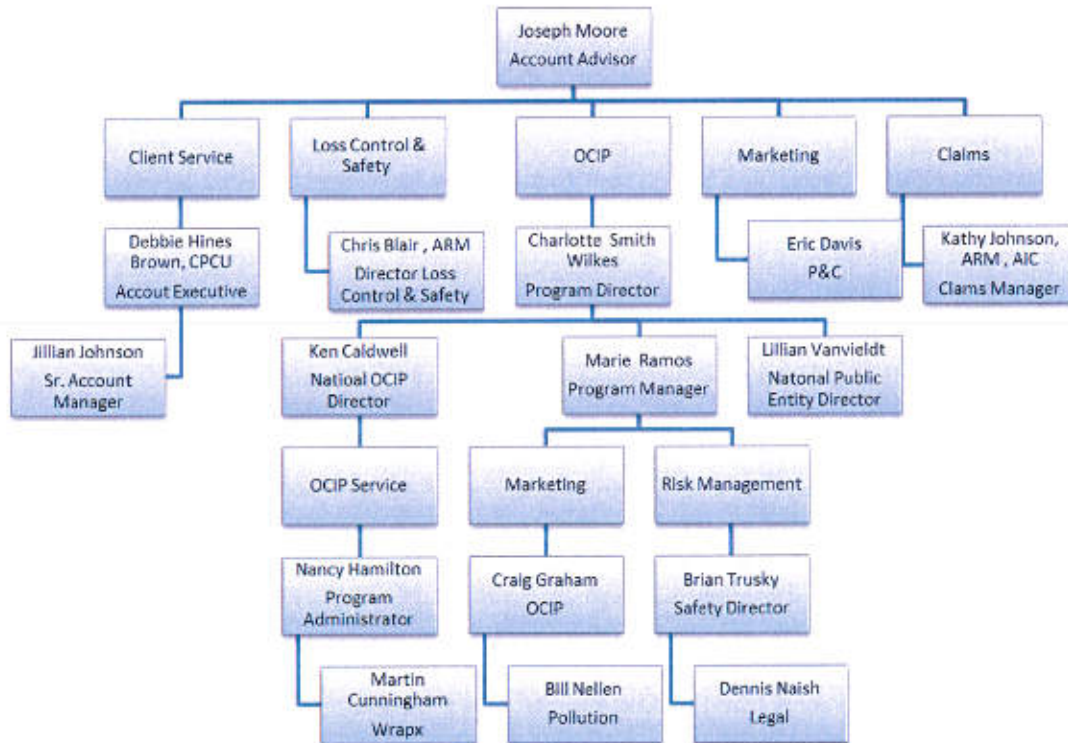 Joseph Moore
Account Advisor
Client Service
Loss Control &
Safety
OCIP
Marketing
Claims
Debbie Hines
Brown, CPCU
Accout Executive
Chris Blair , ARM
Director Loss
Control & Safety
Charlotte Smith
Wilkes
Program Director
Eric Davis
P&C
Kathy Johnson,
ARM , AIC
Clams Manager
Jillian Johnson
Sr. Account
Manager
Ken Caldwell
Natioal OCIP
Director
Marie Ramos
Program Manager
Lillian Vanvieldt
Natonal Public
Entity Director
OCIP Service
Marketing
Risk Management
Nancy Hamilton
Program
Administrator
Craig Graham
OCIP
Brian Trusky
Safety Director
Martin
Cunningham
Wrapx
Bill Nellen
Pollution
Dennis Naish
Legal